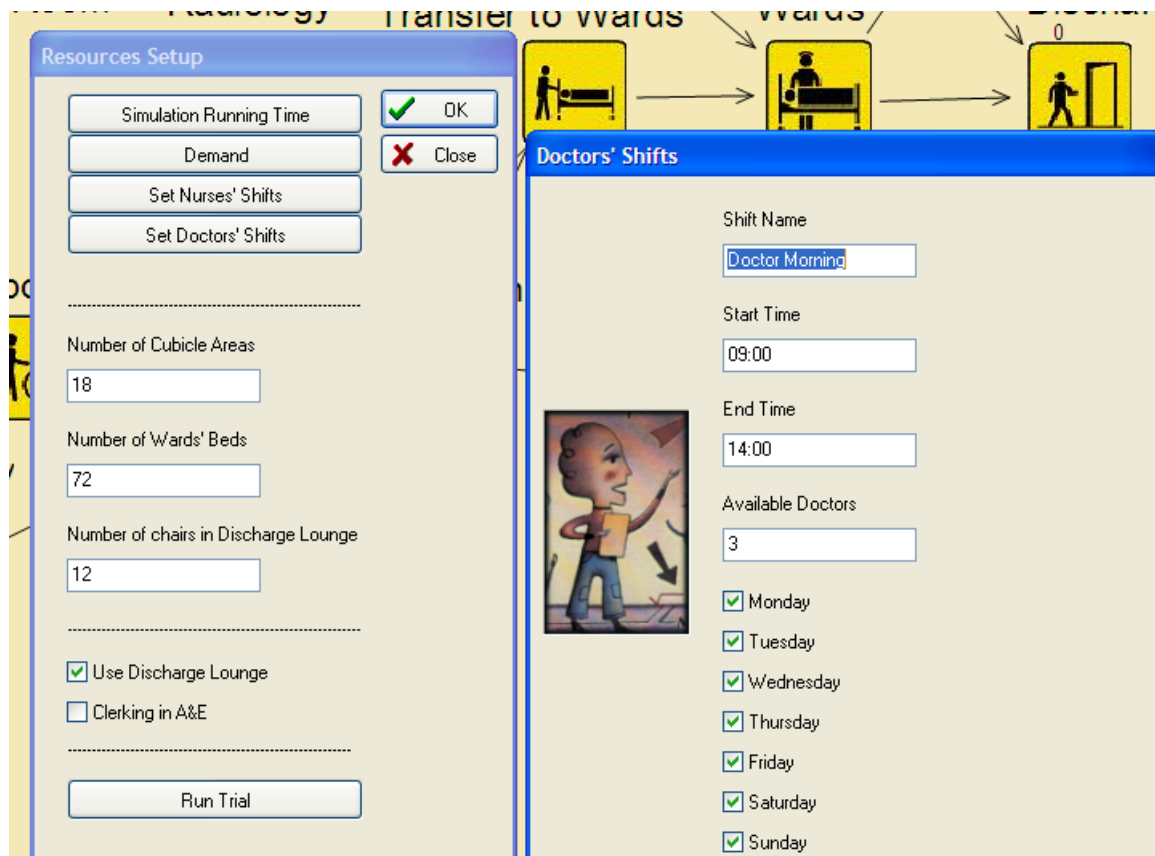 Radiology
Transfer to Wards
Wards
0
Resources Setup
Simulation Running Time
OK
Demand
Close
Set Nurses' Shifts
Set Doctors' Shifts
Number of Cubicle Areas
18
Number of Wards' Beds
72
Number of chairs in Discharge Lounge
12
Use Discharge Lounge
Clerking in A&E
Run Trial
Doctors' Shifts
Shift Name
Doctor Morning
Start Time
09:00
End Time
14:00
Available Doctors
3
Monday
Tuesday
Wednesday
Thursday
Friday
Saturday
Sunday